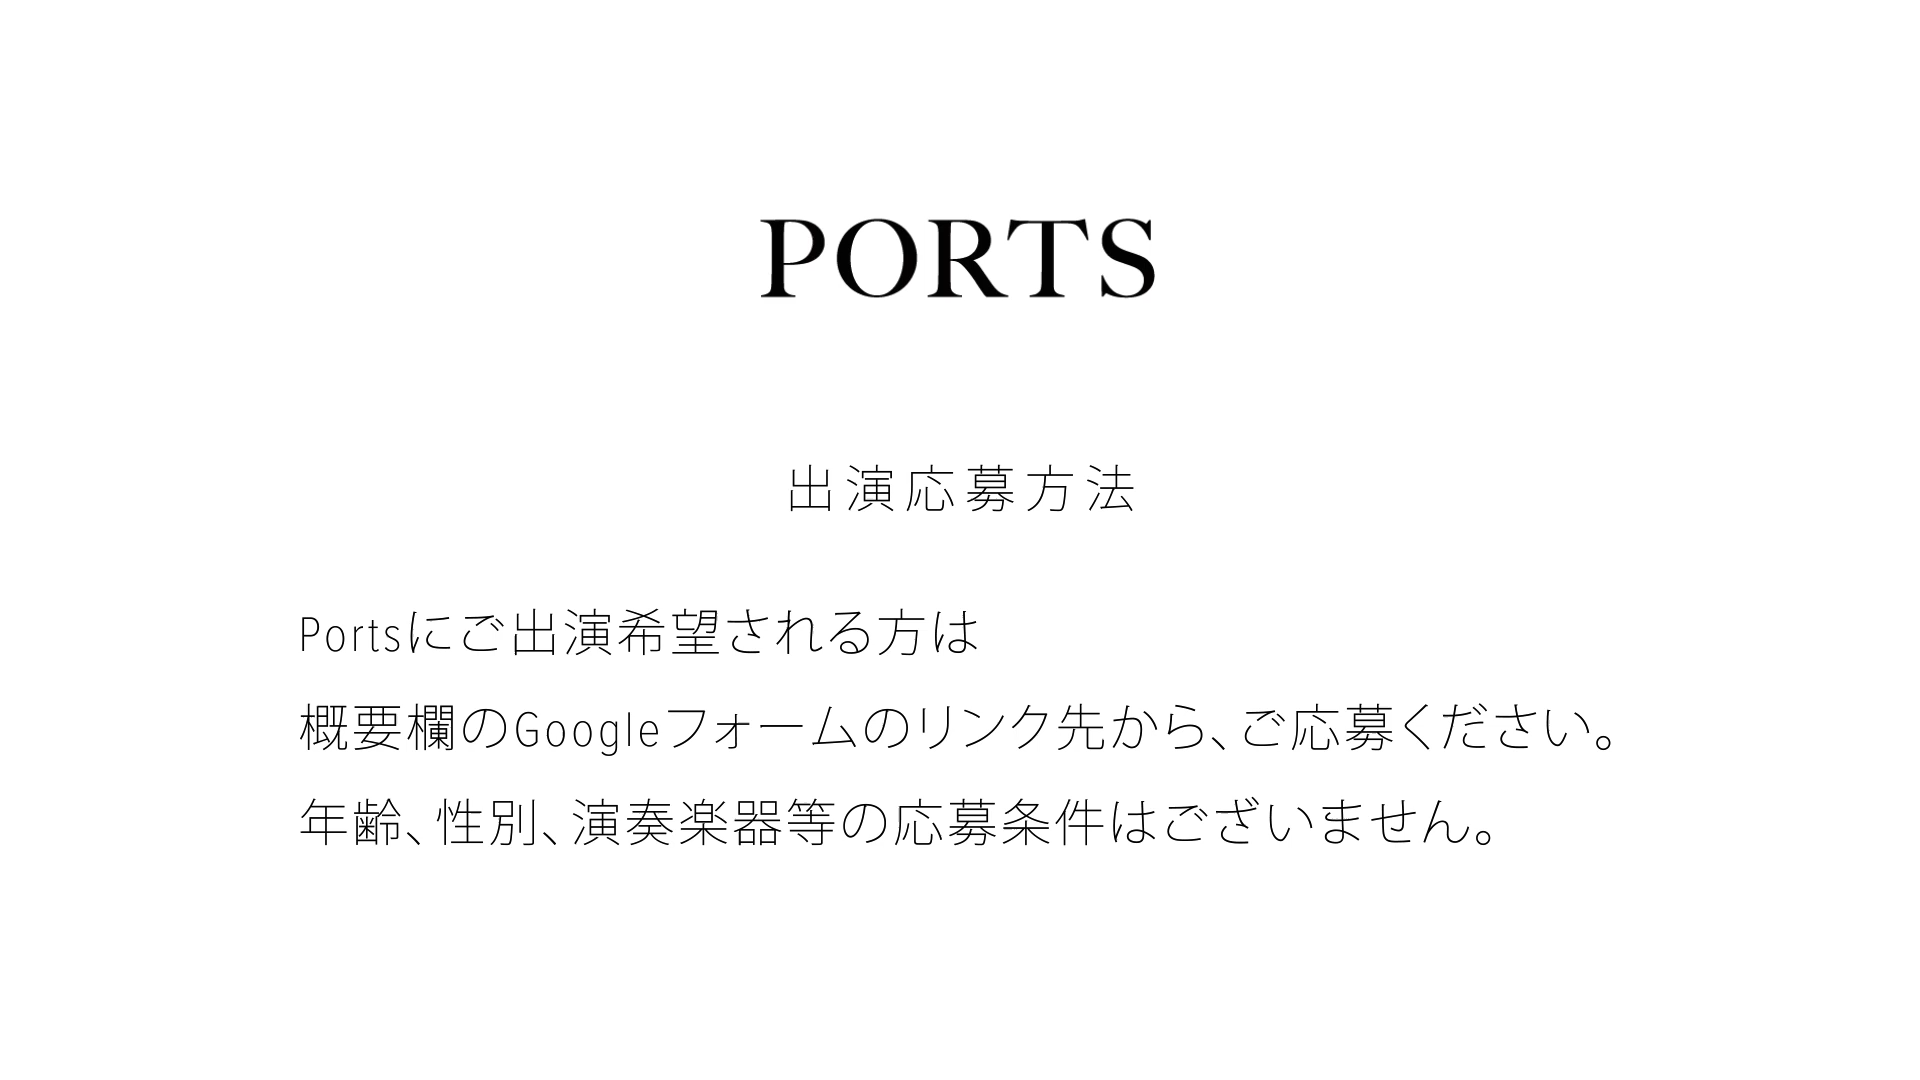 PORTS
出演応募方法
Portsにご出演希望される方は
概要欄のGoogleフォームのリンク先から、ご応募ください。
年齢、性別、演奏楽器等の応募条件はございません。